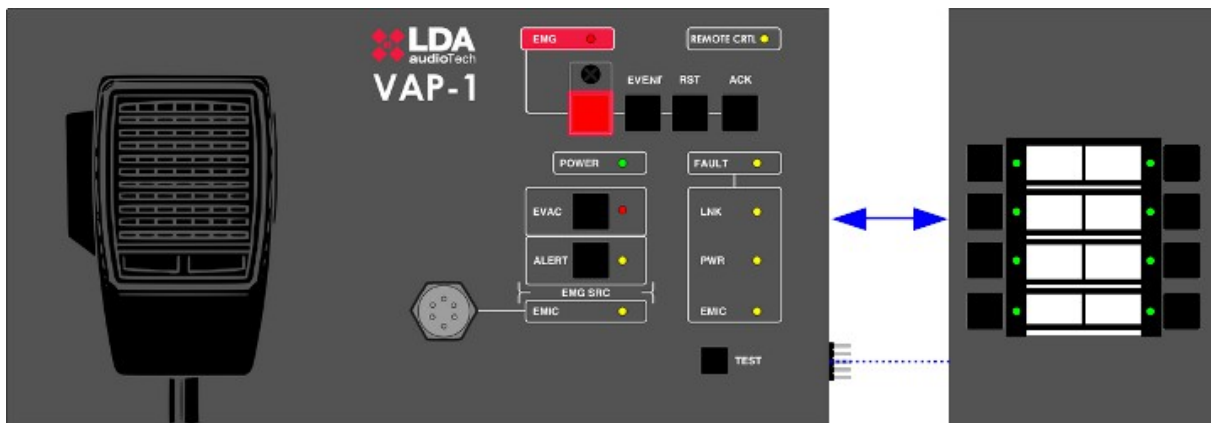 LDA
audioTech
VAP-1
EMG
REMOTE CRTL
EVENT
RST
ACK
POWER
FAULT
EVAC
LNK
ALERT
PWR
EMG SRC
EMIC
EMIC
TEST